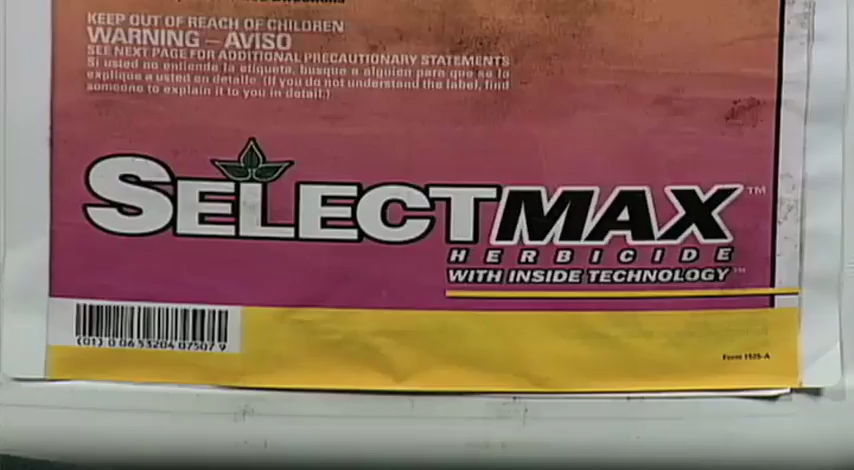 KEEP OUT OF REACH OF CHILDREN
WARNING – AVISO
SEE NEXT PAGE FOR ADDITIONAL PRECAUTIONARY STATEMENTS
Si usted no entiende la etiqueta, busque a alguien para que se la
explique a usted en detalle. (If you do not understand the label, find
someone to explain it to you in detail.)
SELECTMAX™
HERBICIDE
WITH INSIDE TECHNOLOGY™
(01) 0 06 53204 07507 9
Form 1525-A